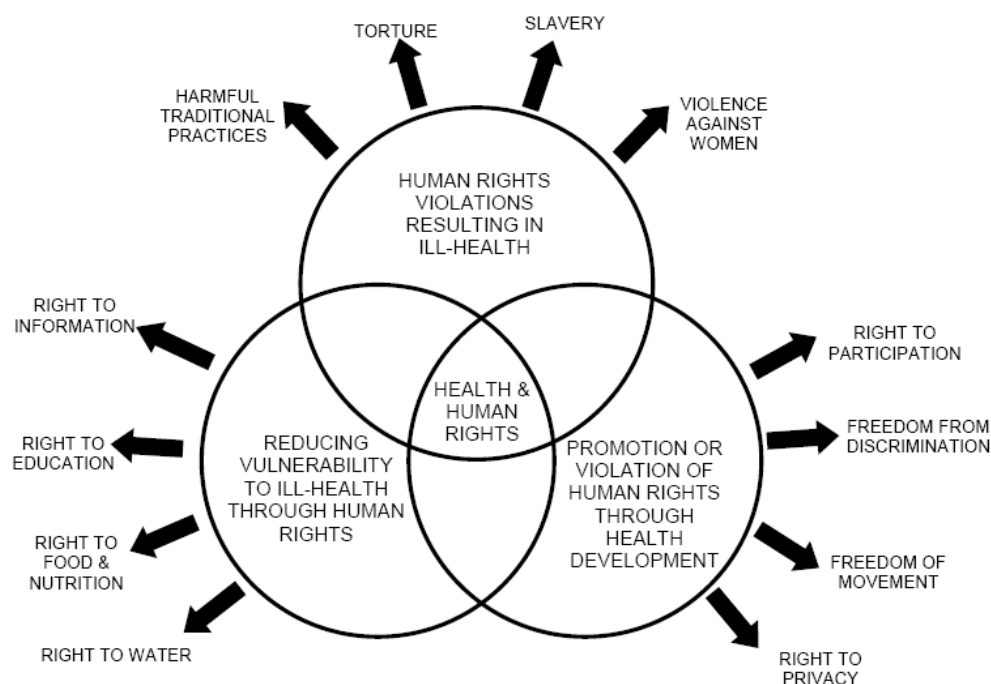 TORTURE
SLAVERY
HARMFUL
TRADITIONAL
PRACTICES
VIOLENCE
AGAINST
WOMEN
HUMAN RIGHTS
VIOLATIONS
RESULTING IN
ILL-HEALTH
RIGHT TO
INFORMATION
RIGHT TO
EDUCATION
RIGHT TO
FOOD &
NUTRITION
RIGHT TO WATER
REDUCING
VULNERABILITY
TO ILL-HEALTH
THROUGH HUMAN
RIGHTS
HEALTH &
HUMAN
RIGHTS
PROMOTION OR
VIOLATION OF
HUMAN RIGHTS
THROUGH
HEALTH
DEVELOPMENT
RIGHT TO
PARTICIPATION
FREEDOM FROM
DISCRIMINATION
FREEDOM OF
MOVEMENT
RIGHT TO
PRIVACY